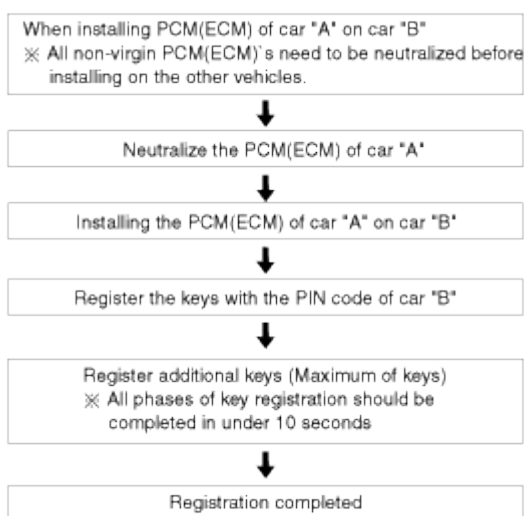 When installing PCM(ECM) of car "A" on car "B"
※ All non-virgin PCM(ECM)`s need to be neutralized before
installing on the other vehicles.
Neutralize the PCM(ECM) of car "A"
Installing the PCM(ECM) of car "A" on car "B"
Register the keys with the PIN code of car "B"
Register additional keys (Maximum of keys)
※ All phases of key registration should be
completed in under 10 seconds
Registration completed